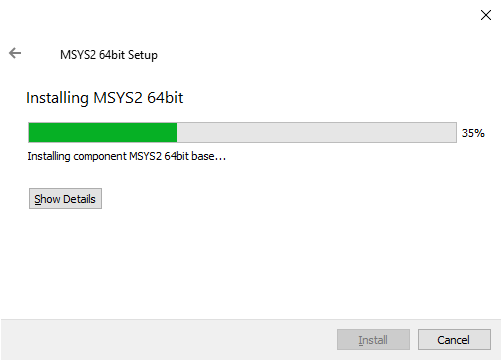 MSYS2 64bit Setup
Installing MSYS2 64bit
35%
Installing component MSYS2 64bit base...
Show Details
Install
Cancel